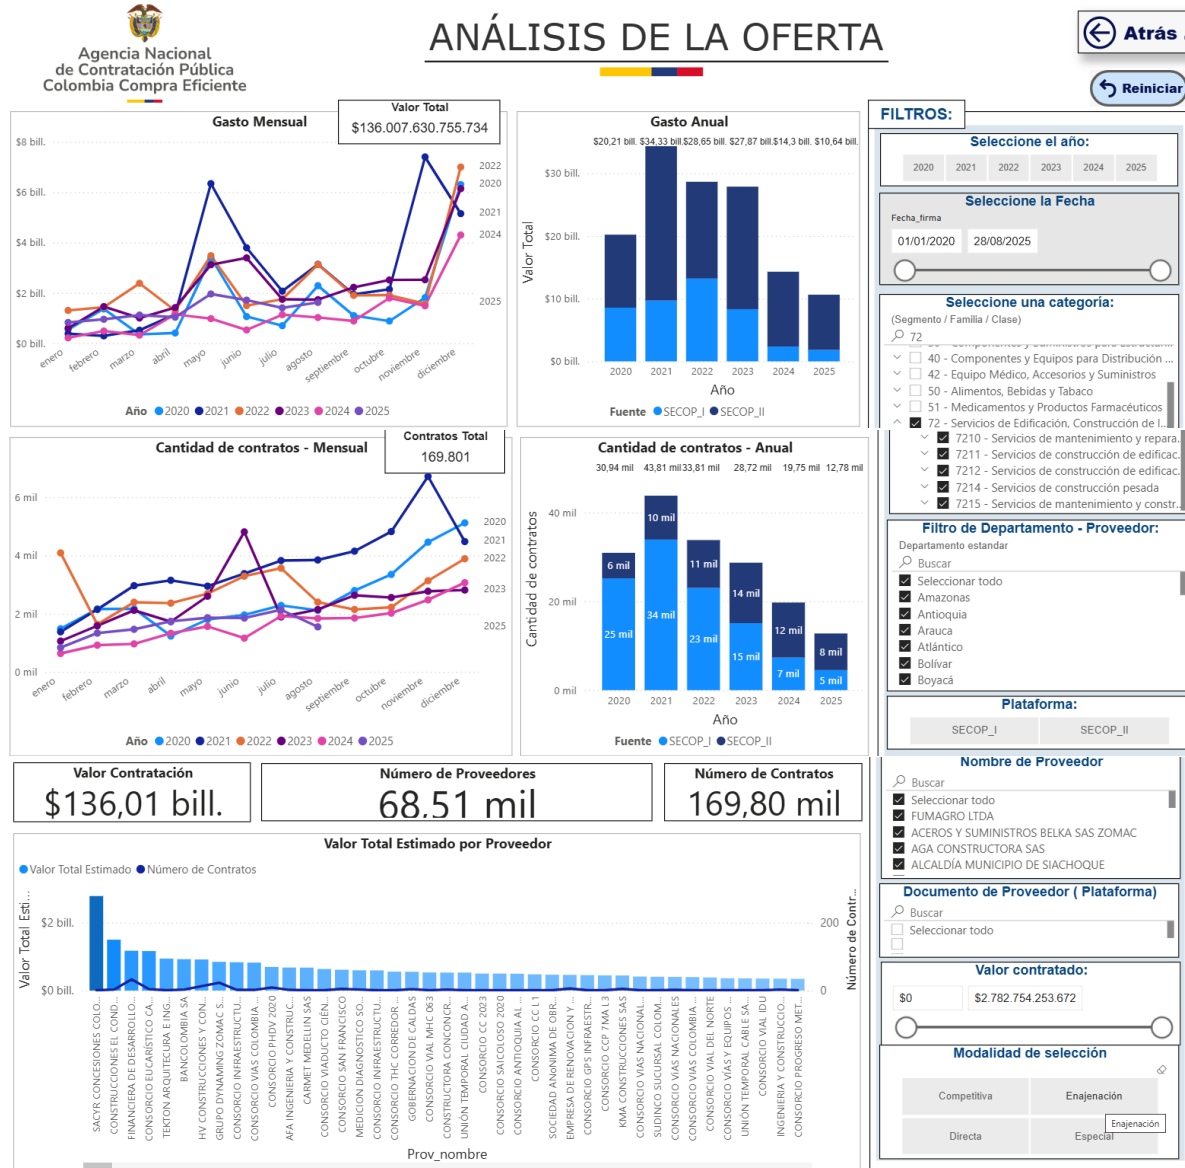 Agencia Nacional
de Contratación Pública
Colombia Compra Eficiente
ANÁLISIS DE LA OFERTA
Atrás
Reiniciar
Gasto Mensual
Valor Total
$136.007.630.755.734
$8 bill.
$6 bill.
$4 bill.
$2 bill.
$0 bill.
2022
2020
2021
2024
2025
enero
febrero
marzo
abril
mayo
junio
julio
agosto
septiembre
octubre
noviembre
diciembre
Año 2020 2021 2022 2023 2024 2025
Gasto Anual
$20,21 bill. $34,33 bill. $28,65 bill. $27,87 bill. $14,3 bill. $10,64 bill.
Valor Total
$30 bill.
$20 bill.
$10 bill.
$0 bill.
2020 2021 2022 2023 2024 2025
Año
Fuente SECOP_I SECOP_II
FILTROS:
Seleccione el año:
2020 2021 2022 2023 2024 2025
Seleccione la Fecha
Fecha_firma
01/01/2020 28/08/2025
Seleccione una categoría:
(Segmento / Familia / Clase)
72
40 - Componentes y Equipos para Distribución ...
42 - Equipo Médico, Accesorios y Suministros
50 - Alimentos, Bebidas y Tabaco
51 - Medicamentos y Productos Farmacéuticos
72 - Servicios de Edificación, Construcción de I...
7210 - Servicios de mantenimiento y repara...
7211 - Servicios de construcción de edificac...
7212 - Servicios de construcción de edificac...
7214 - Servicios de construcción pesada
7215 - Servicios de mantenimiento y constr...
Cantidad de contratos - Mensual
Contratos Total
169.801
6 mil
4 mil
2 mil
0 mil
2020
2021
2022
2023
2025
enero
febrero
marzo
abril
mayo
junio
julio
agosto
septiembre
octubre
noviembre
diciembre
Año 2020 2021 2022 2023 2024 2025
Cantidad de contratos - Anual
30,94 mil 43,81 mil 33,81 mil 28,72 mil 19,75 mil 12,78 mil
Cantidad de contratos
40 mil
20 mil
0 mil
6 mil
25 mil
10 mil
34 mil
11 mil
23 mil
14 mil
15 mil
12 mil
7 mil
8 mil
5 mil
2020 2021 2022 2023 2024 2025
Año
Fuente SECOP_I SECOP_II
Filtro de Departamento - Proveedor:
Departamento estandar
Buscar
Seleccionar todo
Amazonas
Antioquia
Arauca
Atlántico
Bolívar
Boyacá
Plataforma:
SECOP_I SECOP_II
Valor Contratación
$136,01 bill.
Número de Proveedores
68,51 mil
Número de Contratos
169,80 mil
Nombre de Proveedor
Buscar
Seleccionar todo
FUMAGRO LTDA
ACEROS Y SUMINISTROS BELKA SAS ZOMAC
AGA CONSTRUCTORA SAS
ALCALDÍA MUNICIPIO DE SIACHOQUE
Documento de Proveedor ( Plataforma)
Buscar
Seleccionar todo
Valor contratado:
$0 $2.782.754.253.672
Modalidad de selección
Competitiva Enajenación
Directa Especial
Enajenación
Valor Total Estimado por Proveedor
Valor Total Estimado Número de Contratos
Valor Total Esti...
$2 bill.
$0 bill.
200
0
Número de Contr...
SACYR CONCESIONES COLO...
CONSTRUCCIONES EL COND...
FINANCIERA DE DESARROLLO...
CONSORCIO EUCARÍSTICO CA...
TEKTON ARQUITECURA E ING...
BANCOLOMBIA SA
HV CONSTRUCCIONES Y CON...
GRUPO DYNAMING ZOMAC S...
CONSORCIO INFRAESTRUCTU...
CONSORCIO VIAS COLOMBIA ...
CONSORCIO PHIDV 2020
AFA INGENIERIA Y CONSTRUC...
CARMET MEDELLIN SAS
CONSORCIO VIADUCTO CIÉN...
CONSORCIO SAN FRANCISCO
MEDICION DIAGNOSTICO SO...
CONSORCIO INFRAESTRUCTU...
CONSORCIO THC CORREDOR ...
GOBERNACION DE CALDAS
CONSORCIO VIAL MHC 063
CONSTRUCTORA CONCONCR...
UNIÓN TEMPORAL CIUDAD A...
CONSORCIO CC 2023
CONSORCIO SAICOLOSO 2020
CONSORCIO ANTIOQUIA AL ...
CONSORCIO CC L 1
SOCIEDAD ANóNIMA DE OBR...
EMPRESA DE RENOVACION Y ...
CONSORCIO GPS INFRAESTR...
CONSORCIO CCP 7MA L3
KMA CONSTRUCCIONES SAS
CONSORCIO VIAS NACIONAL...
SUDINCO SUCURSAL COLOM...
CONSORCIO VIAS NACIONALES
CONSORCIO VIAS COLOMBIA ...
CONSORCIO VIAL DEL NORTE
CONSORCIO VÍAS Y EQUIPOS ...
UNIÓN TEMPORAL CABLE SA...
CONSORCIO VIAL IDU
INGENIERIA Y CONSTRUCCIO...
CONSORCIO PROGRESO MET...
Prov_nombre